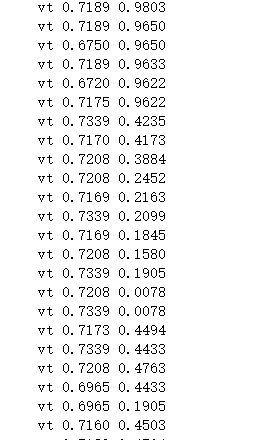 vt 0.7189 0.9803
vt 0.7189 0.9650
vt 0.6750 0.9650
vt 0.7189 0.9633
vt 0.6720 0.9622
vt 0.7175 0.9622
vt 0.7339 0.4235
vt 0.7170 0.4173
vt 0.7208 0.3884
vt 0.7208 0.2452
vt 0.7169 0.2163
vt 0.7339 0.2099
vt 0.7169 0.1845
vt 0.7208 0.1580
vt 0.7339 0.1905
vt 0.7208 0.0078
vt 0.7339 0.0078
vt 0.7173 0.4494
vt 0.7339 0.4433
vt 0.7208 0.4763
vt 0.6965 0.4433
vt 0.6965 0.1905
vt 0.7160 0.4503